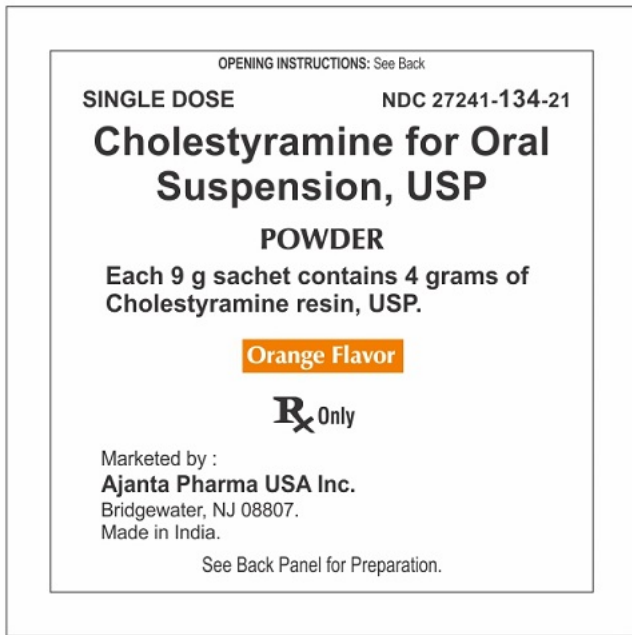 OPENING INSTRUCTIONS: See Back
SINGLE DOSE NDC 27241-134-21
Cholestyramine for Oral
Suspension, USP
POWDER
Each 9 g sachet contains 4 grams of
Cholestyramine resin, USP.
Orange Flavor
Rx Only
Marketed by :
Ajanta Pharma USA Inc.
Bridgewater, NJ 08807.
Made in India.
See Back Panel for Preparation.